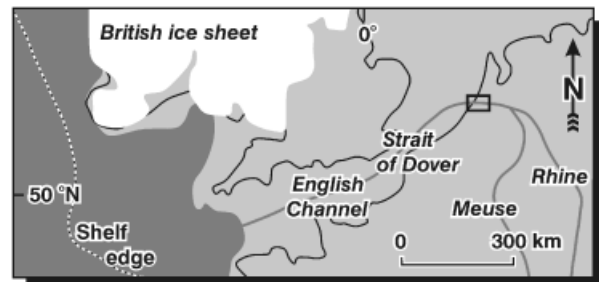 British ice sheet
0°
N
Strait
of Dover
50 °N
English
Channel
Rhine
Meuse
Shelf
edge
0 300 km